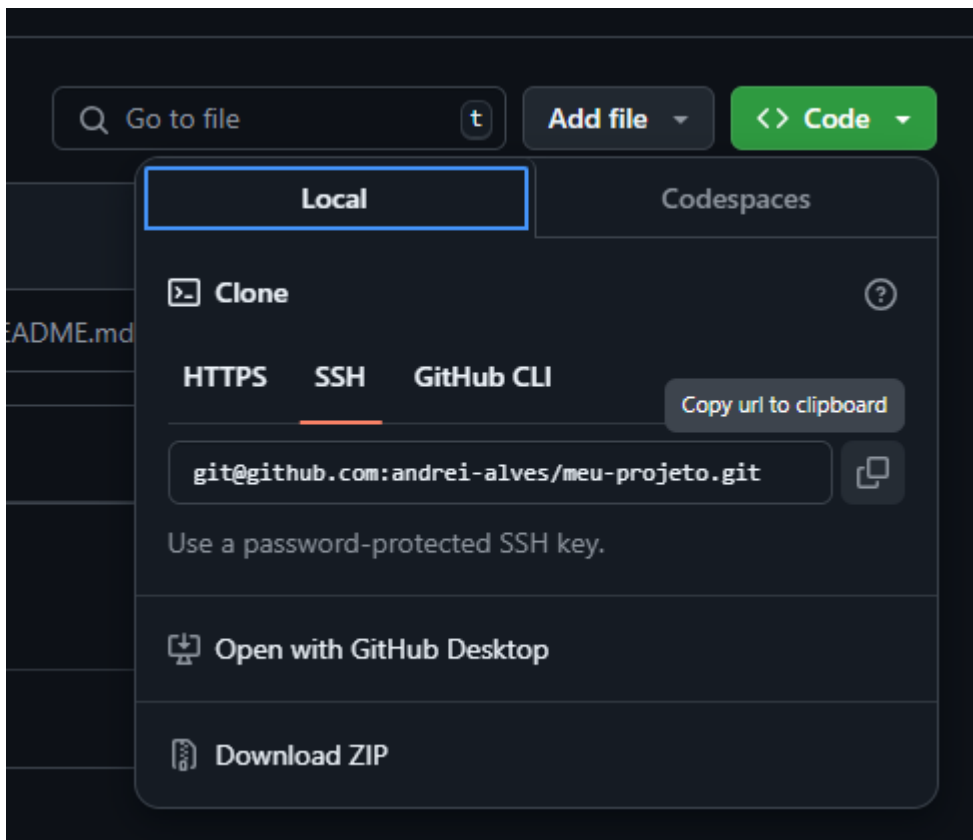 Go to file t Add file <> Code
Local Codespaces
Clone
EADME.md
HTTPS SSH GitHub CLI
Copy url to clipboard
git@github.com:andrei-alves/meu-projeto.git
Use a password-protected SSH key.
Open with GitHub Desktop
Download ZIP